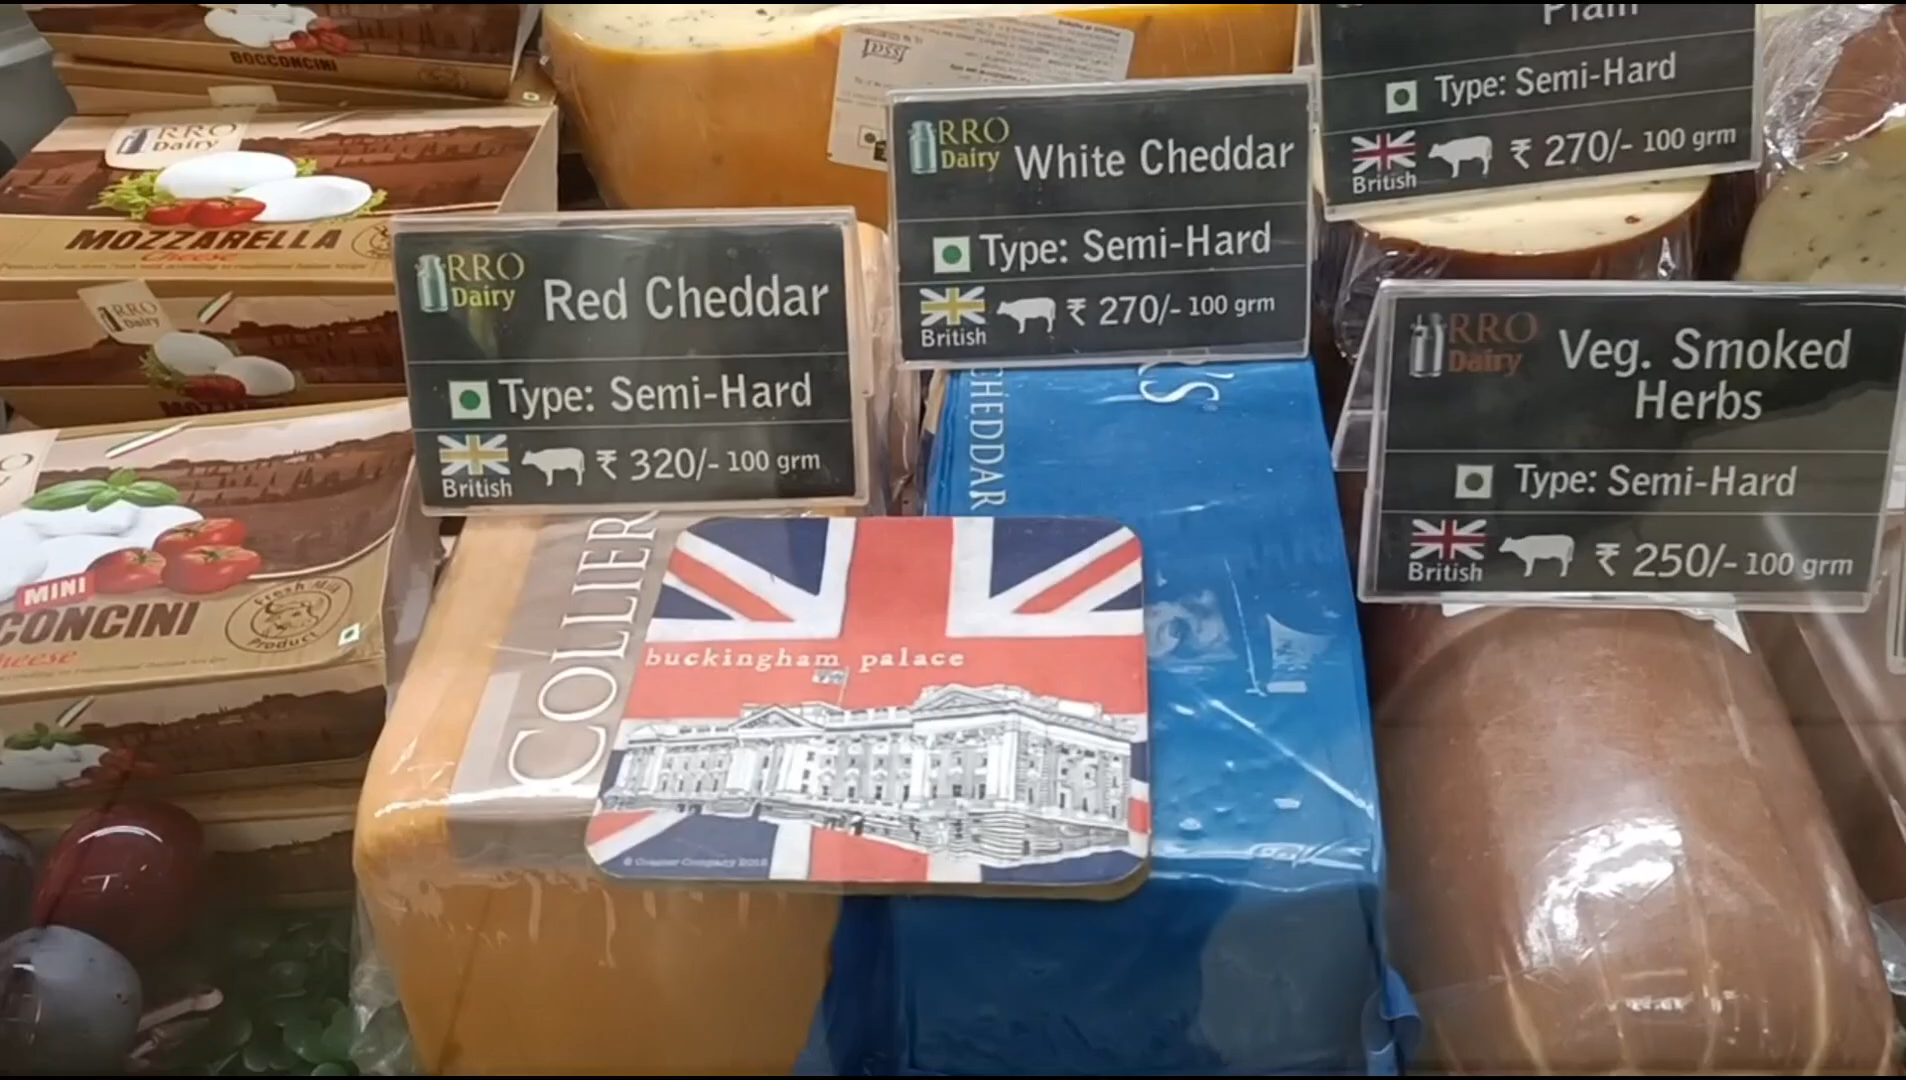 BOCCONCINI
RRO
Dairy
MOZZARELLA
Cheese
RRO
Dairy
MINI
CONCINI
Cheese
Fresh Milk
Product
RRO
Dairy
Red Cheddar
Type: Semi-Hard
British
₹ 320/- 100 grm
RRO
Dairy
White Cheddar
Type: Semi-Hard
British
₹ 270/- 100 grm
Plain
Type: Semi-Hard
British
₹ 270/- 100 grm
RRO
Dairy
Veg. Smoked
Herbs
Type: Semi-Hard
British
₹ 250/- 100 grm
COLLIER
CHEDDAR
R'S
buckingham palace
© Coaster Company 2012